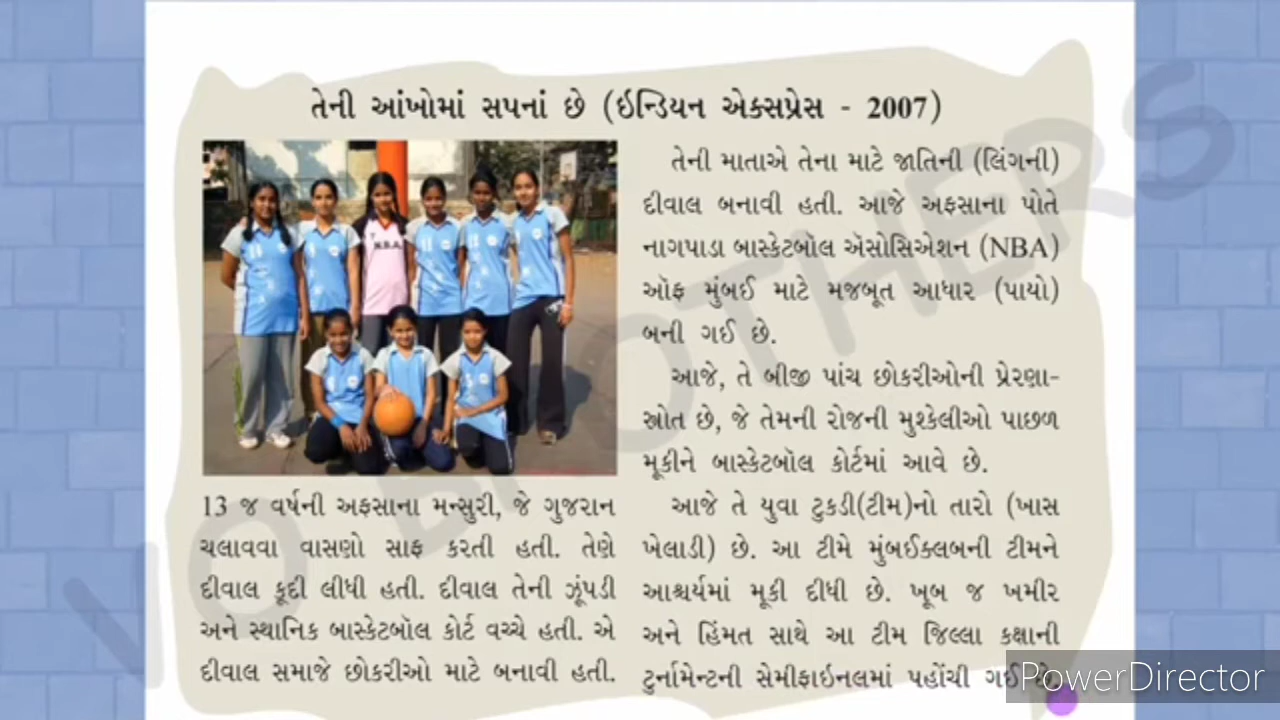 તેની આંખોમાં સપનાં છે (ઇન્ડિયન એક્સપ્રેસ - 2007)
N.B.A
13 જ વર્ષની અફસાના મન્સુરી, જે ગુજરાન
ચલાવવા વાસણો સાફ કરતી હતી. તેણે
દીવાલ કૂદી લીધી હતી. દીવાલ તેની ઝૂંપડી
અને સ્થાનિક બાસ્કેટબૉલ કોર્ટ વચ્ચે હતી. એ
દીવાલ સમાજે છોકરીઓ માટે બનાવી હતી.
તેની માતાએ તેના માટે જાતિની (લિંગની)
દીવાલ બનાવી હતી. આજે અફસાના પોતે
નાગપાડા બાસ્કેટબૉલ ઍસોસિએશન (NBA)
ઑફ મુંબઈ માટે મજબૂત આધાર (પાયો)
બની ગઈ છે.
આજે, તે બીજી પાંચ છોકરીઓની પ્રેરણા-
સ્રોત છે, જે તેમની રોજની મુશ્કેલીઓ પાછળ
મૂકીને બાસ્કેટબૉલ કોર્ટમાં આવે છે.
આજે તે યુવા ટુકડી(ટીમ)નો તારો (ખાસ
ખેલાડી) છે. આ ટીમે મુંબઈક્લબની ટીમને
આશ્ચર્યમાં મૂકી દીધી છે. ખૂબ જ ખમીર
અને હિંમત સાથે આ ટીમ જિલ્લા કક્ષાની
ટુર્નામેન્ટની સેમીફાઇનલમાં પહોંચી ગઈ
PowerDirector
BROTHERS